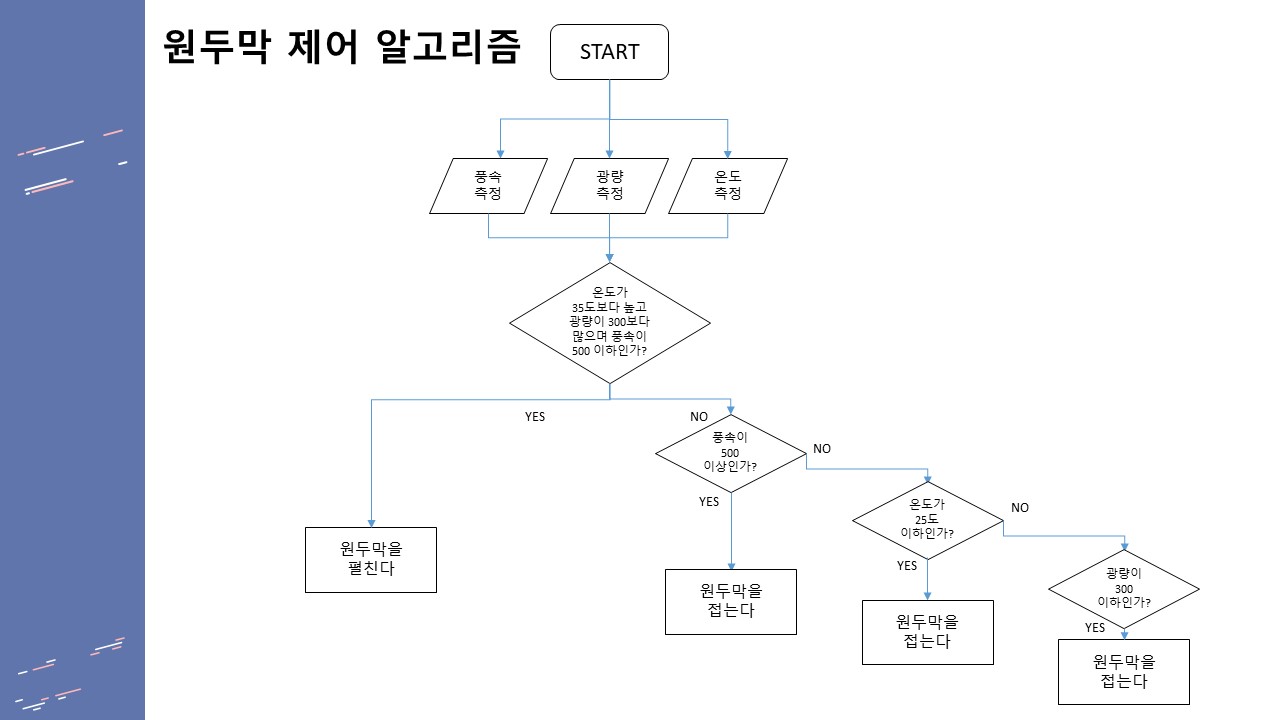 원두막 제어 알고리즘
START
풍속
측정
광량
측정
온도
측정
온도가
35도보다 높고
광량이 300보다
많으며 풍속이
500 이하인가?
YES
NO
풍속이
500
이상인가?
NO
YES
온도가
25도
이하인가?
NO
YES
광량이
300
이하인가?
YES
원두막을
펼친다
원두막을
접는다
원두막을
접는다
원두막을
접는다